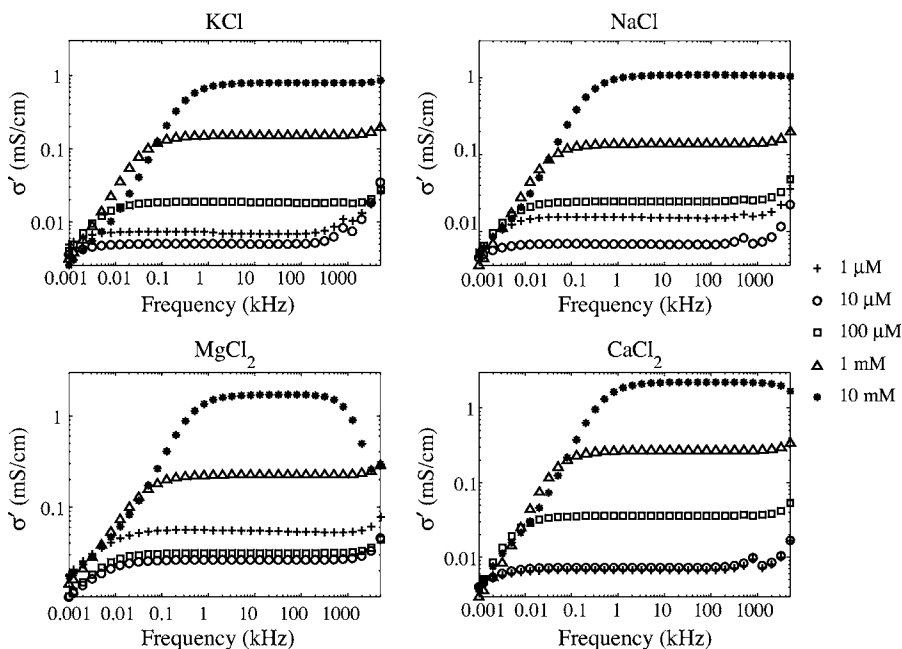 KCl
NaCl
1
0.1
0.01
σ′ (mS/cm)
0.001 0.01 0.1 1 10 100 1000
Frequency (kHz)
1
0.1
0.01
σ′ (mS/cm)
0.001 0.01 0.1 1 10 100 1000
Frequency (kHz)
MgCl2
CaCl2
1
0.1
σ′ (mS/cm)
0.001 0.01 0.1 1 10 100 1000
Frequency (kHz)
1
0.1
0.01
σ′ (mS/cm)
0.001 0.01 0.1 1 10 100 1000
Frequency (kHz)
1 μM
10 μM
100 μM
1 mM
10 mM